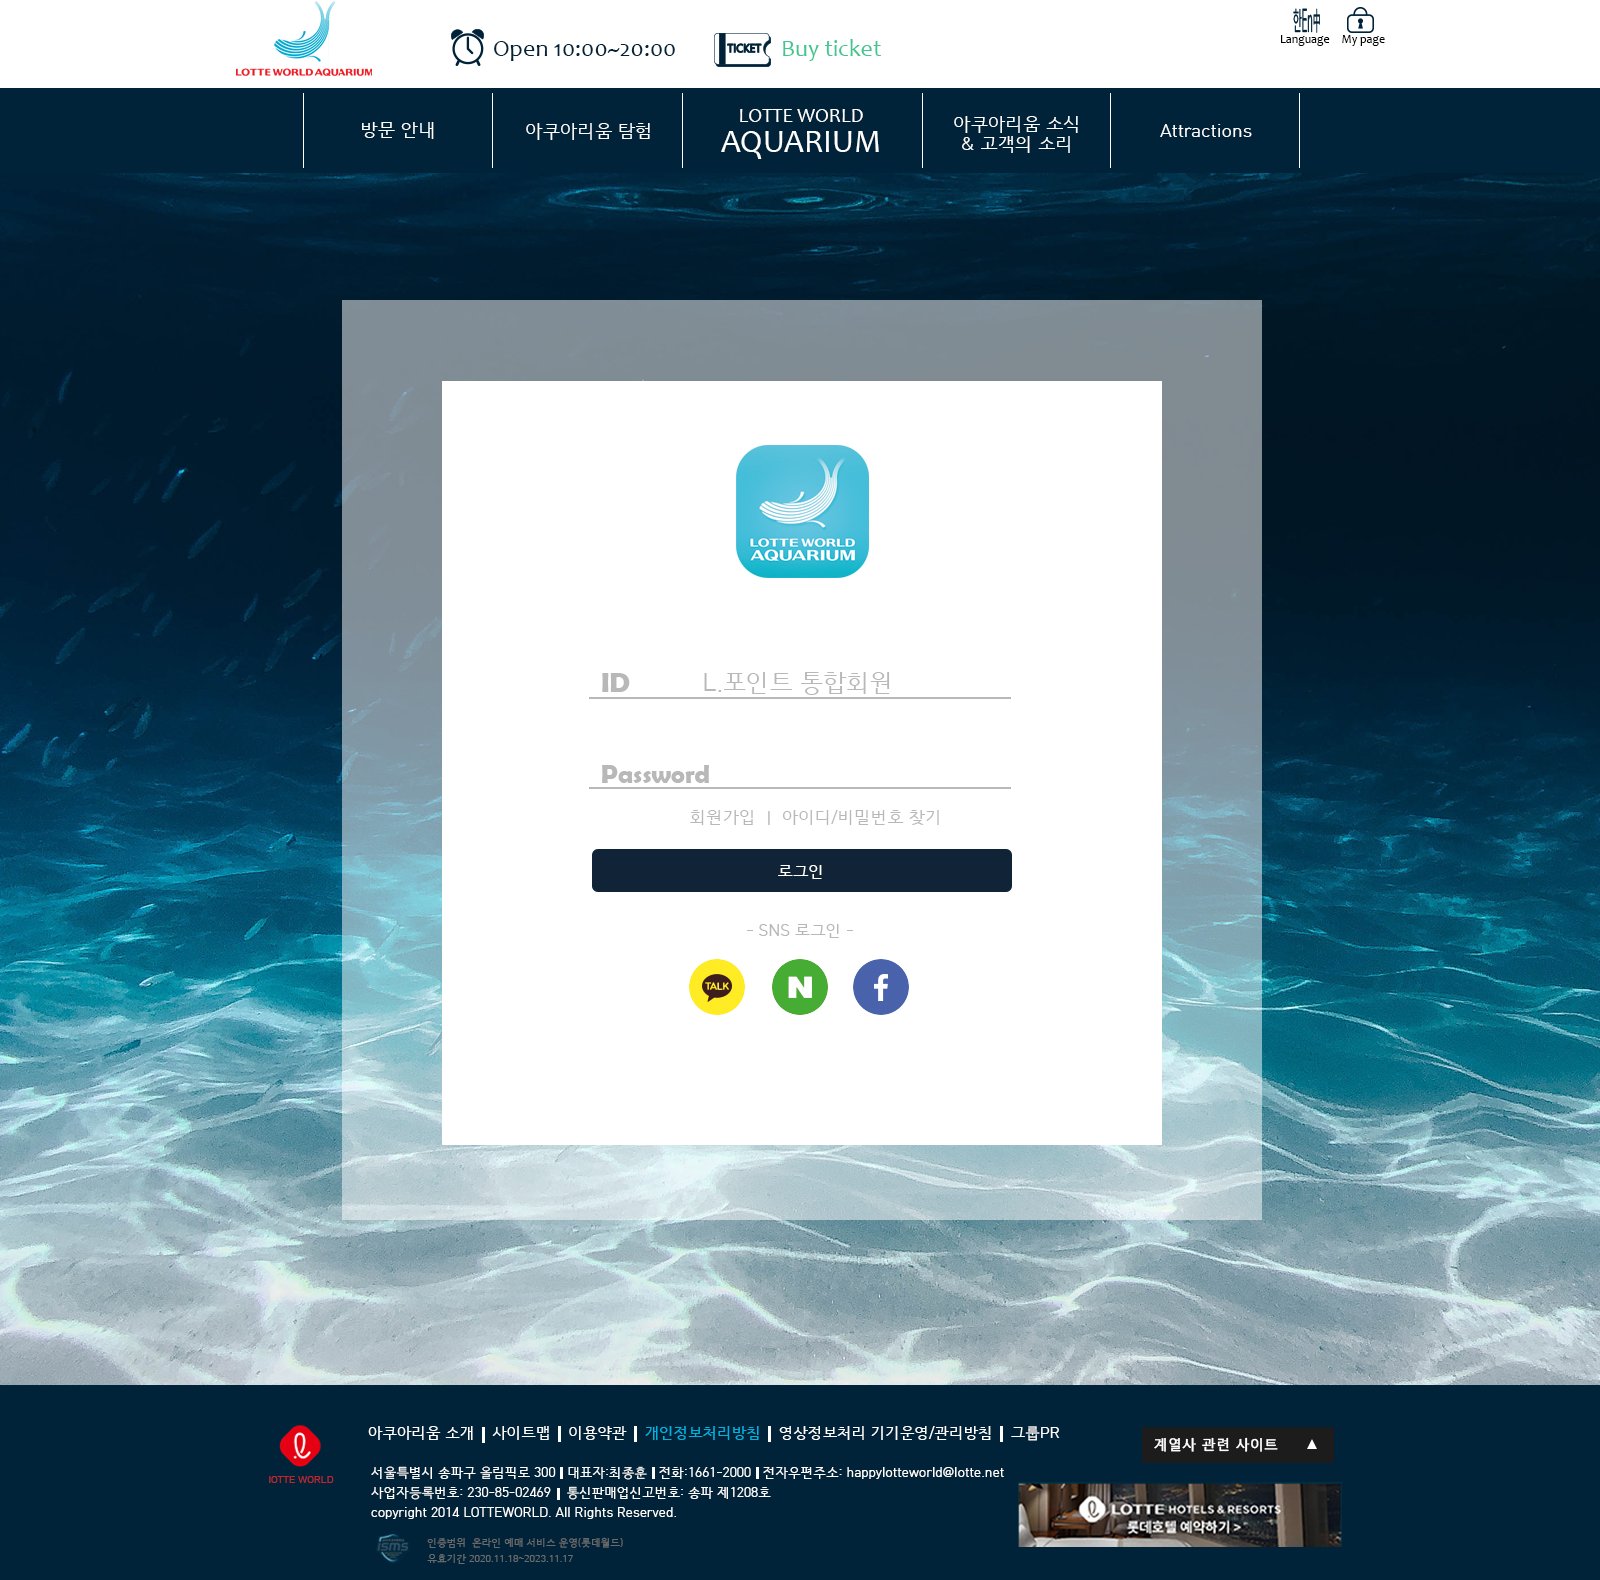 LOTTE WORLD AQUARIUM
Open 10:00~20:00
TICKET
Buy ticket
한En中
Language
My page
방문 안내
아쿠아리움 탐험
LOTTE WORLD
AQUARIUM
아쿠아리움 소식
& 고객의 소리
Attractions
LOTTE WORLD
AQUARIUM
ID L.포인트 통합회원
Password
회원가입 | 아이디/비밀번호 찾기
로그인
- SNS 로그인 -
TALK
N
f
아쿠아리움 소개 | 사이트맵 | 이용약관 | 개인정보처리방침 | 영상정보처리 기기운영/관리방침 | 그룹PR
계열사 관련 사이트 ▲
LOTTE WORLD
서울특별시 송파구 올림픽로 300 | 대표자:최종훈 | 전화:1661-2000 | 전자우편주소: happylotteworld@lotte.net
사업자등록번호: 230-85-02469 | 통신판매업신고번호: 송파 제1208호
copyright 2014 LOTTEWORLD. All Rights Reserved.
LOTTE HOTELS & RESORTS
롯데호텔 예약하기 >
isms
인증범위 온라인 예매 서비스 운영(롯데월드)
유효기간 2020.11.18~2023.11.17